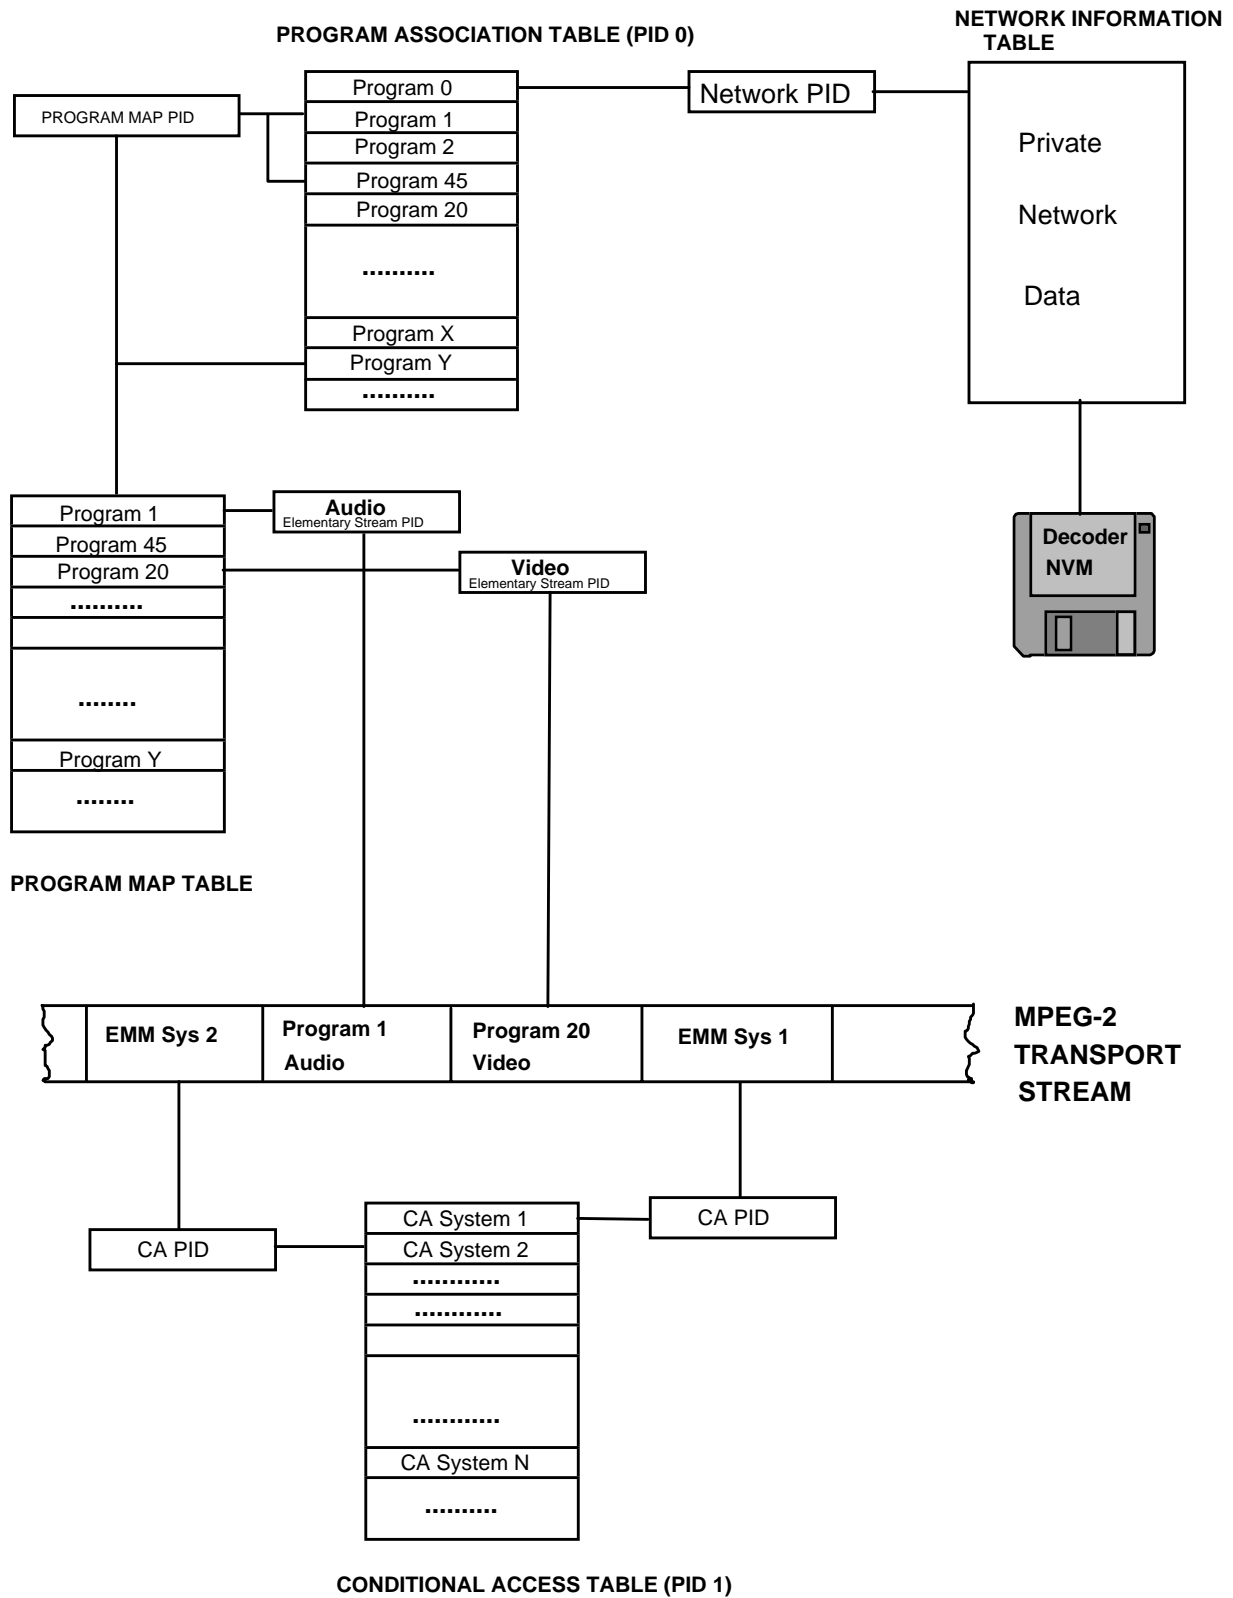 PROGRAM ASSOCIATION TABLE (PID 0)
NETWORK INFORMATION
TABLE
PROGRAM MAP PID
Program 0
Program 1
Program 2
Program 45
Program 20
..........
Program X
Program Y
..........
Network PID
Private
Network
Data
Decoder
NVM
Program 1
Program 45
Program 20
..........
........
Program Y
........
Audio
Elementary Stream PID
Video
Elementary Stream PID
PROGRAM MAP TABLE
EMM Sys 2
Program 1
Audio
Program 20
Video
EMM Sys 1
MPEG-2
TRANSPORT
STREAM
CA PID
CA System 1
CA System 2
............
............
............
CA System N
..........
CA PID
CONDITIONAL ACCESS TABLE (PID 1)